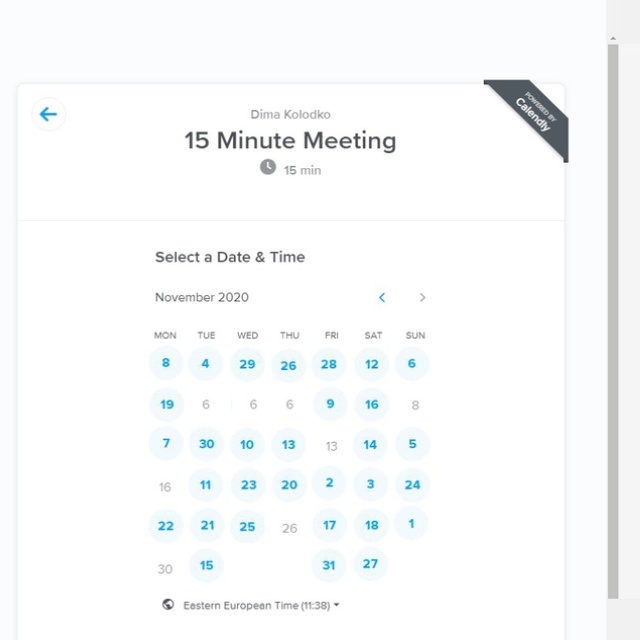 POWERED BY
Calendly
Dima Kolodko
15 Minute Meeting
15 min
Select a Date & Time
November 2020
MON TUE WED THU FRI SAT SUN
8 4 29 26 28 12 6
19 6 6 6 9 16 8
7 30 10 13 13 14 5
16 11 23 20 2 3 24
22 21 25 26 17 18 1
30 15 31 27
Eastern European Time (11:38)